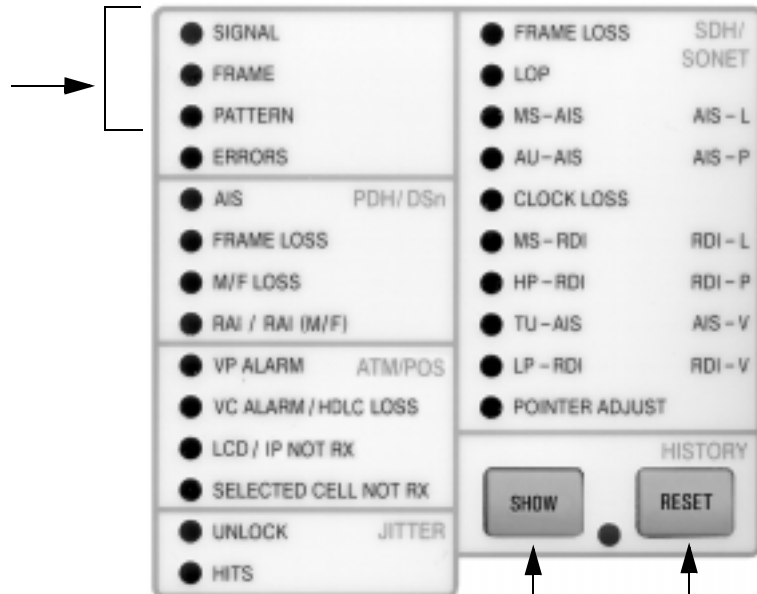 SIGNAL
FRAME
PATTERN
ERRORS
AIS PDH/DSn
FRAME LOSS
M/F LOSS
RAI / RAI (M/F)
VP ALARM ATM/POS
VC ALARM / HDLC LOSS
LCD / IP NOT RX
SELECTED CELL NOT RX
UNLOCK JITTER
HITS
FRAME LOSS SDH/
SONET
LOP
MS-AIS AIS-L
AU-AIS AIS-P
CLOCK LOSS
MS-RDI RDI-L
HP-RDI RDI-P
TU-AIS AIS-V
LP-RDI RDI-V
POINTER ADJUST
HISTORY
SHOW RESET